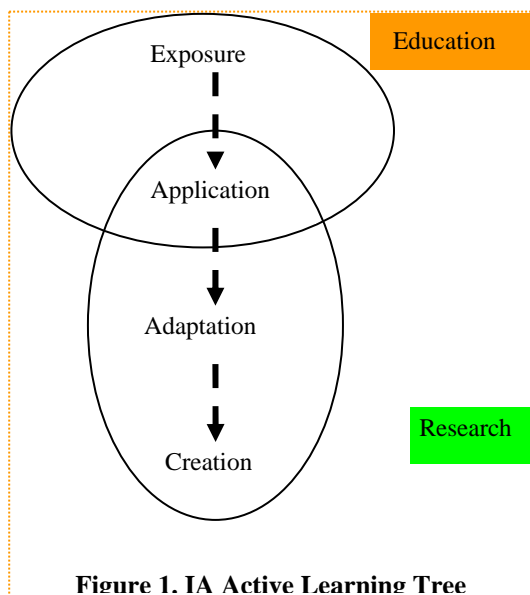 Exposure
Education
Application
Adaptation
Research
Creation
Figure 1. IA Active Learning Tree